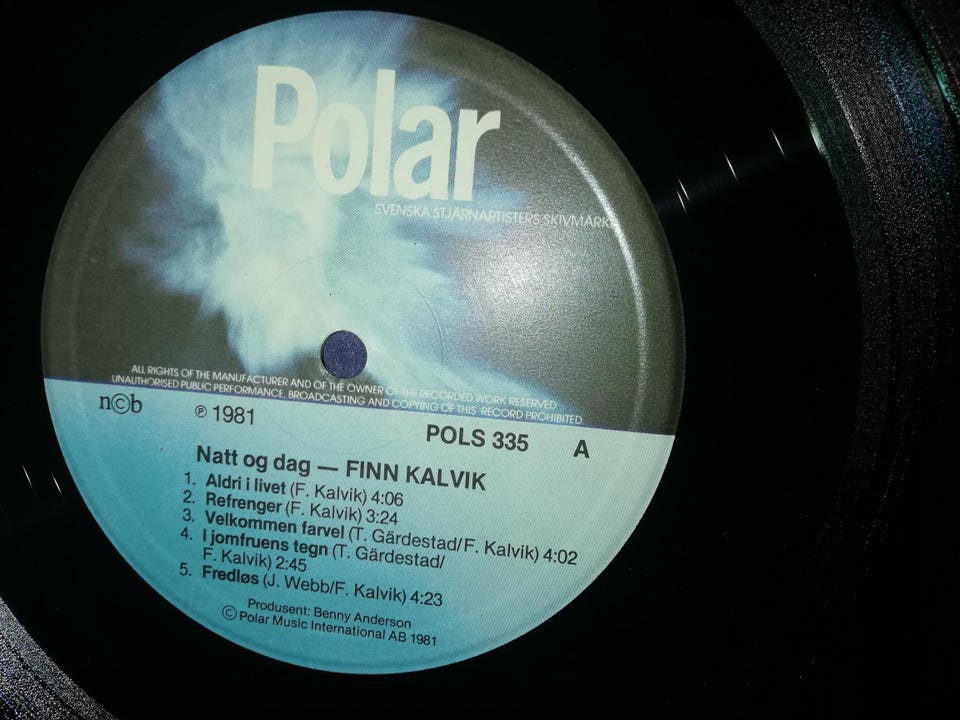 Polar
SVENSKA STJÄRNARTISTERS SKIVMÄRKE
ALL RIGHTS OF THE MANUFACTURER AND OF THE OWNER OF THE RECORDED WORK RESERVED
UNAUTHORISED PUBLIC PERFORMANCE, BROADCASTING AND COPYING OF THIS RECORD PROHIBITED
n©b
℗ 1981
POLS 335 A
Natt og dag — FINN KALVIK
1. Aldri i livet (F. Kalvik) 4:06
2. Refrenger (F. Kalvik) 3:24
3. Velkommen farvel (T. Gärdestad/F. Kalvik) 4:02
4. I jomfruens tegn (T. Gärdestad/
F. Kalvik) 2:45
5. Fredløs (J. Webb/F. Kalvik) 4:23
Produsent: Benny Anderson
© Polar Music International AB 1981